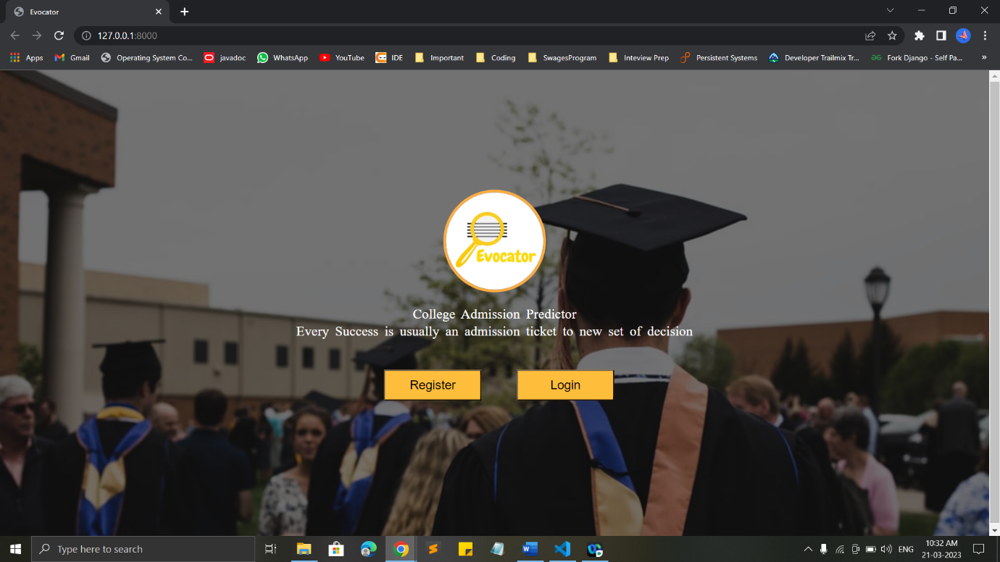 Evocator
127.0.0.1:8000
Apps Gmail Operating System Co... javadoc WhatsApp YouTube IDE Important Coding SwagesProgram Inteview Prep Persistent Systems Developer Trailmix Tr... Fork Django - Self Pa... »
Evocator
College Admission Predictor
Every Success is usually an admission ticket to new set of decision
Register Login
Type here to search
ENG
10:32 AM
21-03-2023